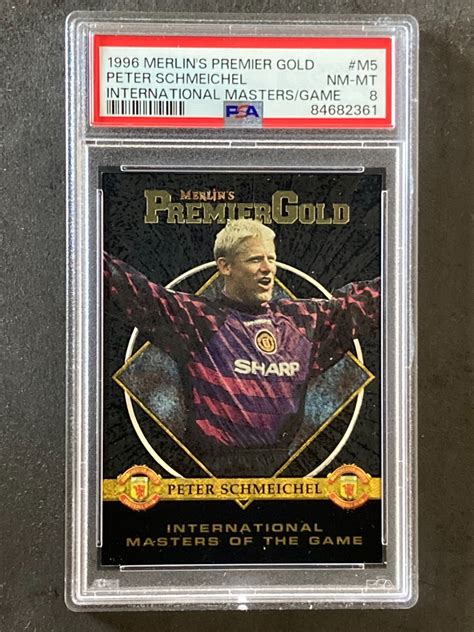 1996 MERLIN'S PREMIER GOLD #M5
PETER SCHMEICHEL NM-MT
INTERNATIONAL MASTERS/GAME 8
PSA 84682361
MERLIN'S
PREMIER GOLD
SHARP
PETER SCHMEICHEL
INTERNATIONAL
MASTERS OF THE GAME
PSA